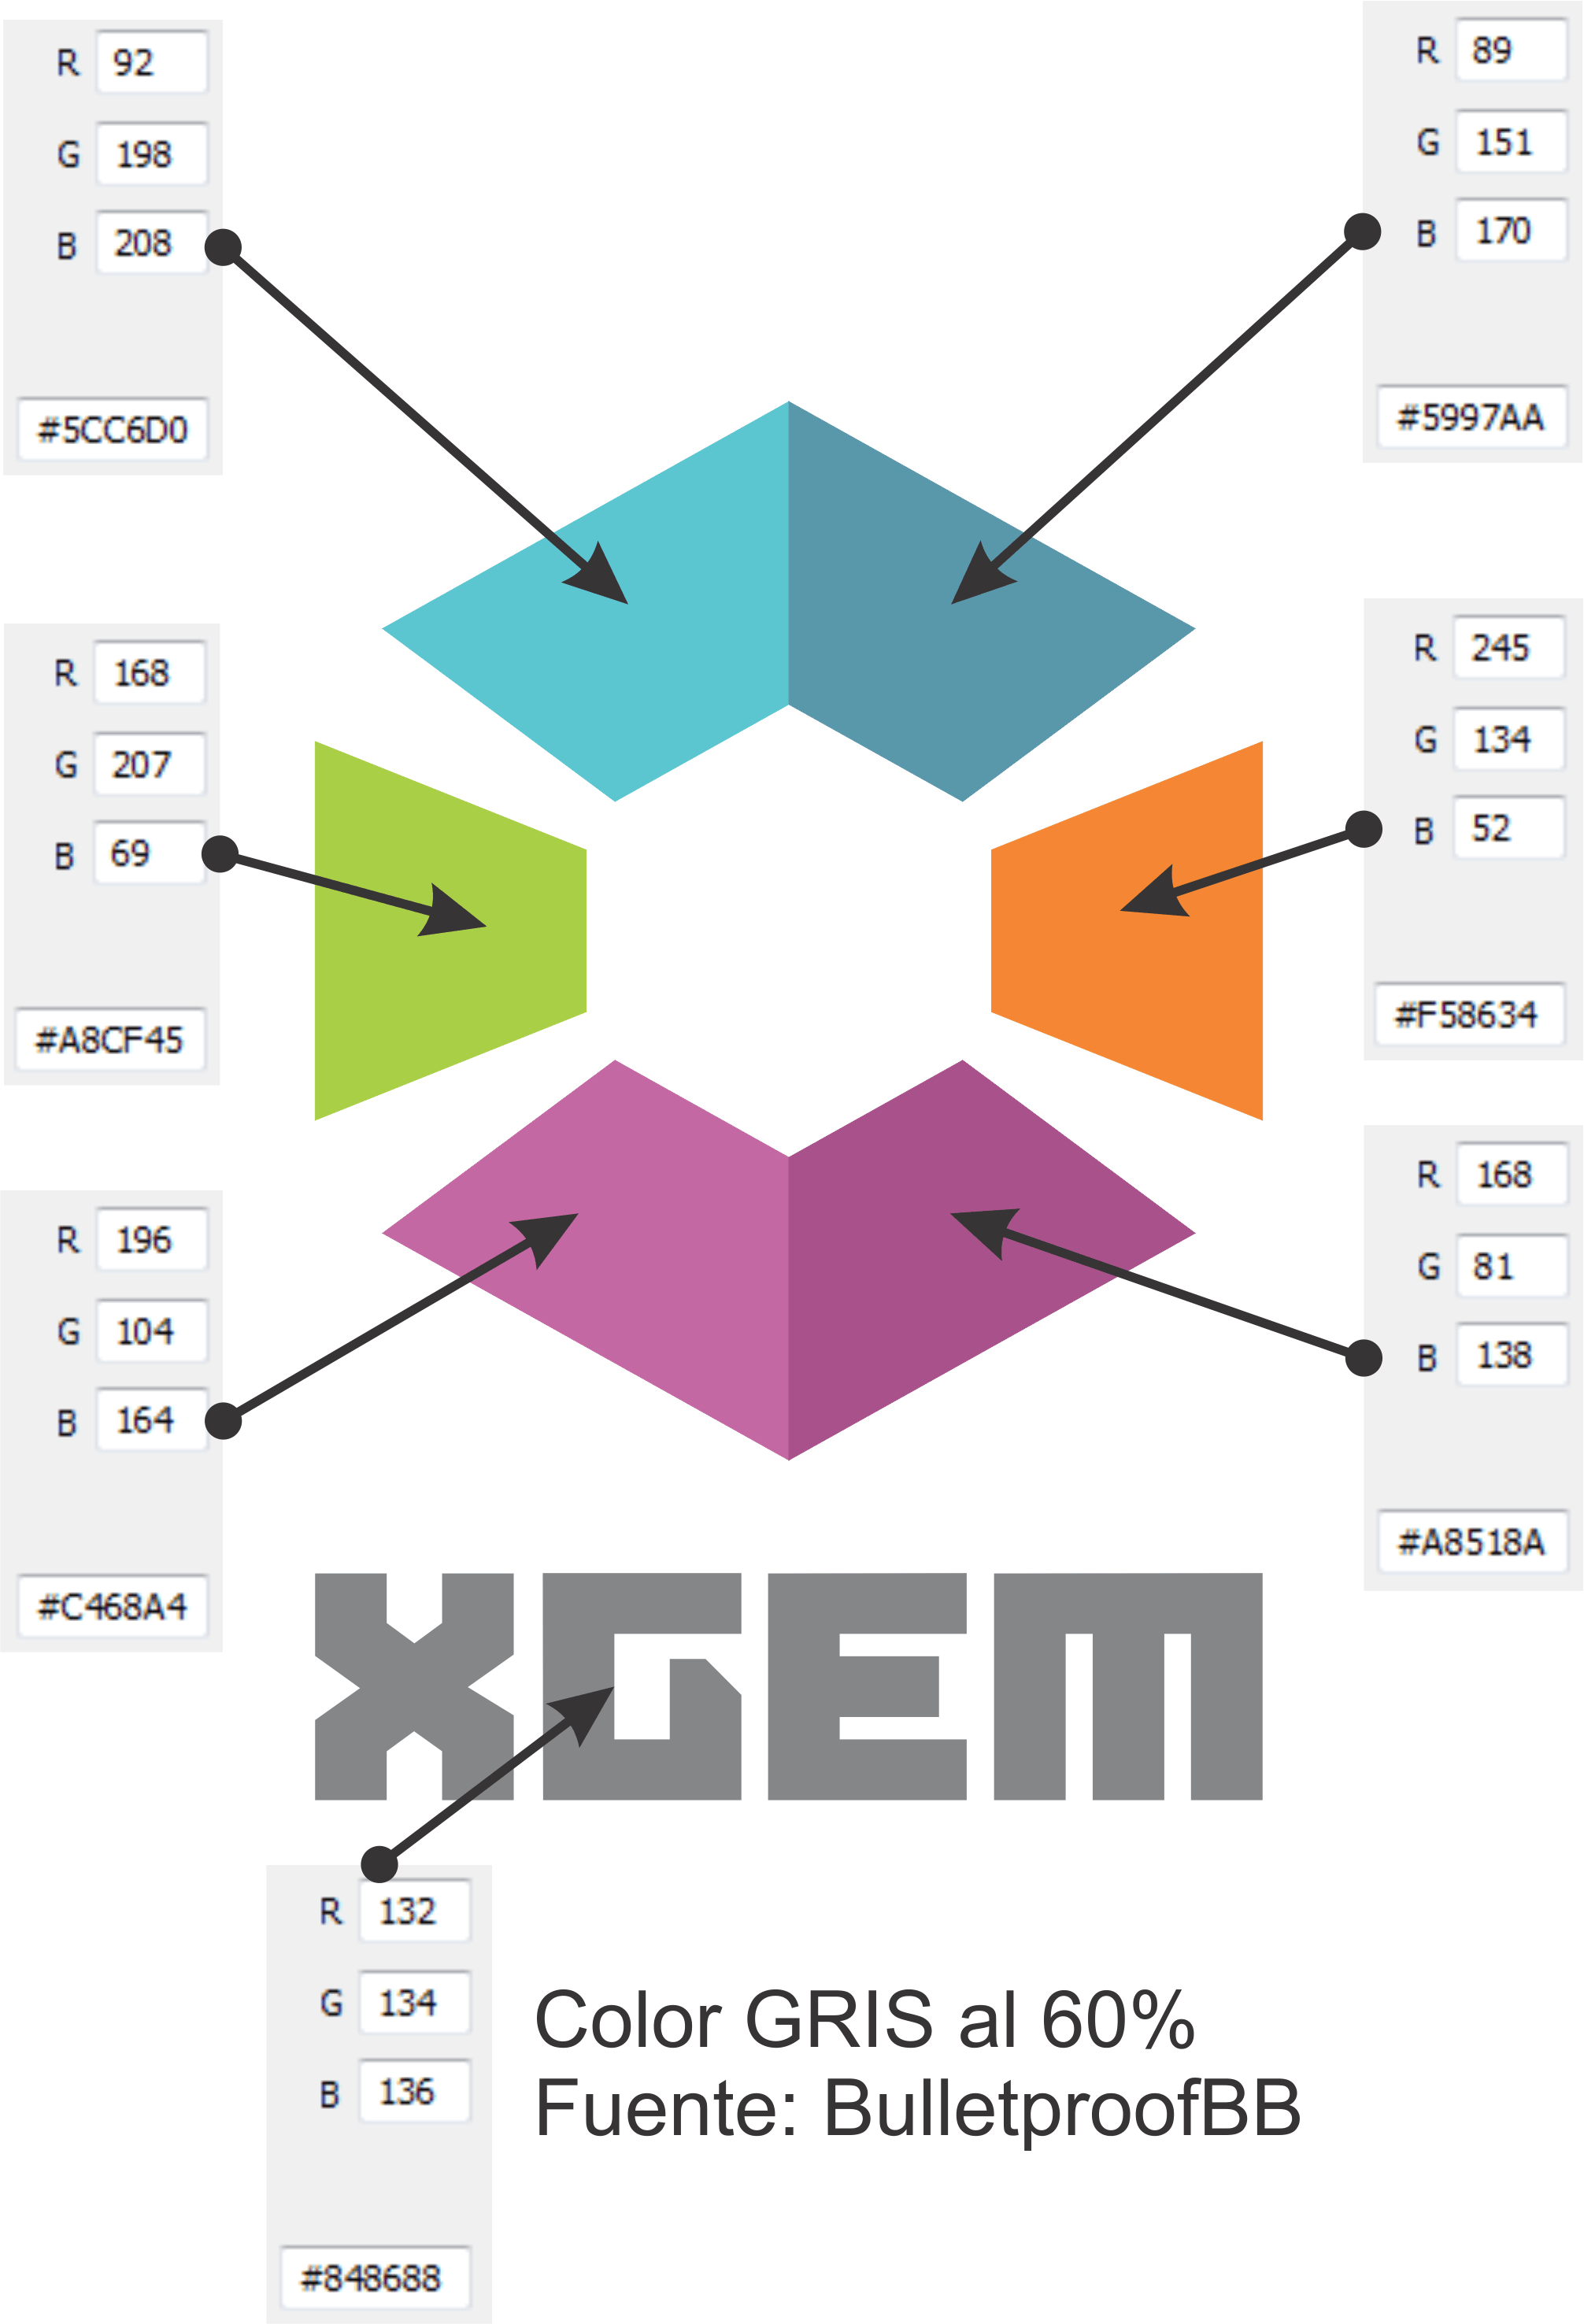 R 92
G 198
B 208
#5CC6D0
R 89
G 151
B 170
#5997AA
R 168
G 207
B 69
#A8CF45
R 245
G 134
B 52
#F58634
R 196
G 104
B 164
#C468A4
R 168
G 81
B 138
#A8518A
XGEM
R 132
G 134
B 136
#848688
Color GRIS al 60%
Fuente: BulletproofBB